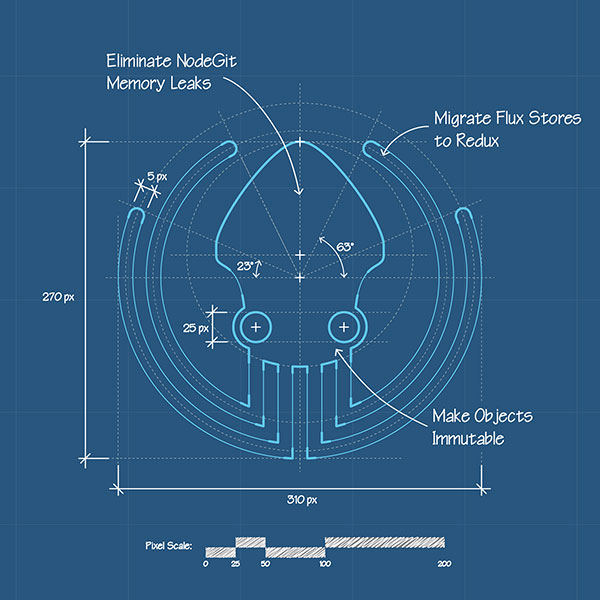 Eliminate NodeGit
Memory Leaks
Migrate Flux Stores
to Redux
5 px
63°
23°
270 px
25 px
Make Objects
Immutable
310 px
Pixel Scale:
0 25 50 100 200